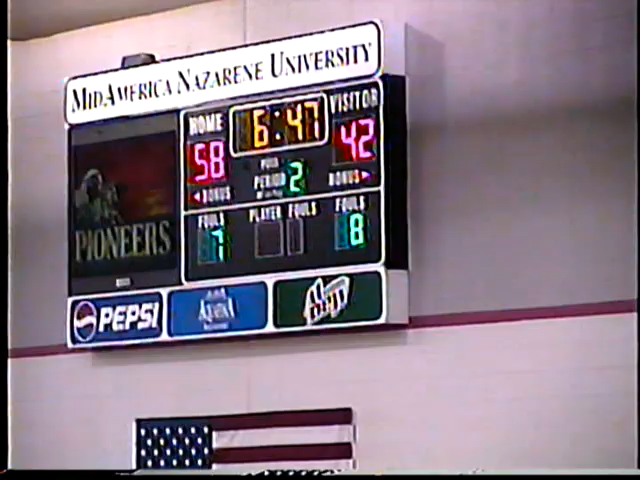 MIDAMERICA NAZARENE UNIVERSITY
HOME 6:47 VISITOR
58 42
PERIOD 2
BONUS BONUS
FOULS PLAYER FOULS FOULS
7 8
PIONEERS
PEPSI AQUAFINA Mt Dew